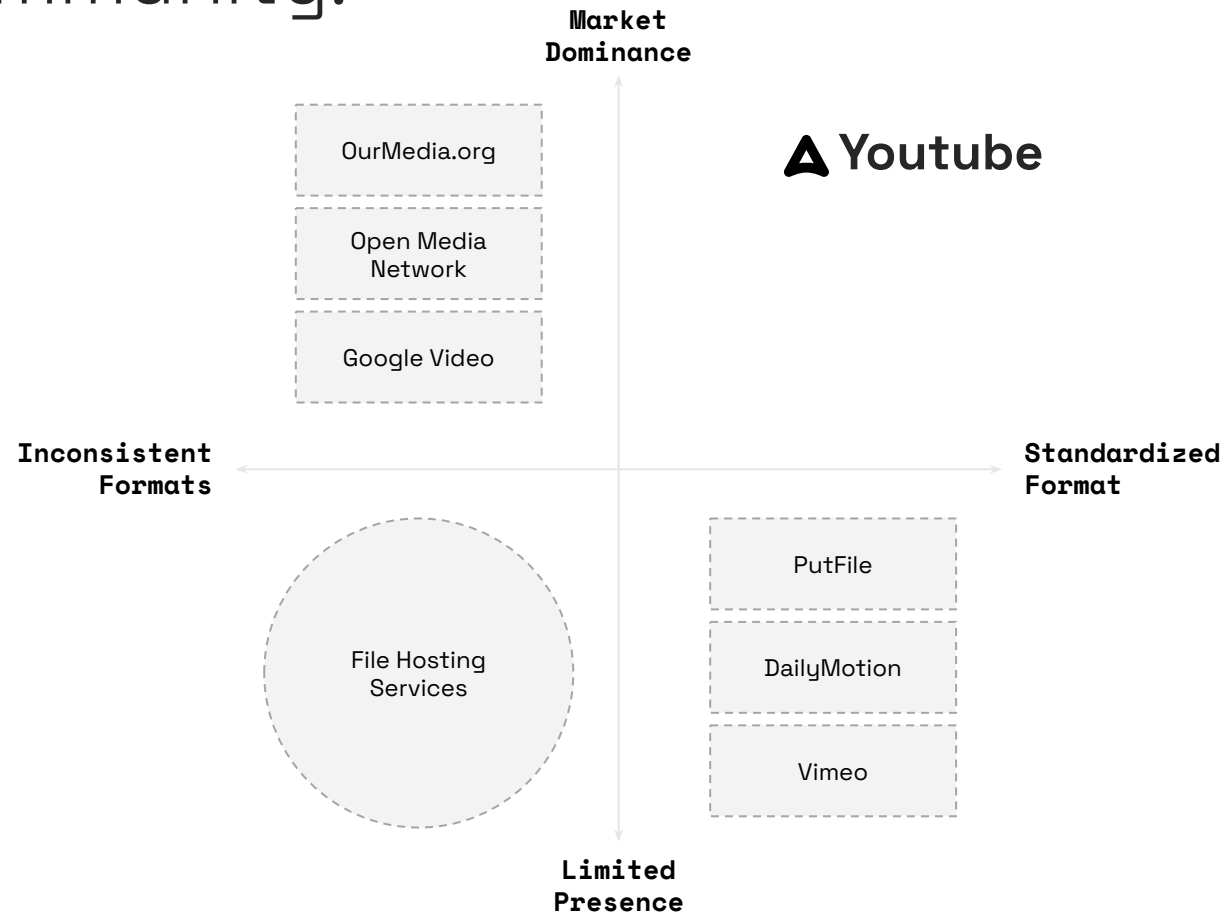 Market
Dominance
OurMedia.org
Youtube
Open Media
Network
Google Video
Inconsistent
Formats
Standardized
Format
PutFile
File Hosting
Services
DailyMotion
Vimeo
Limited
Presence